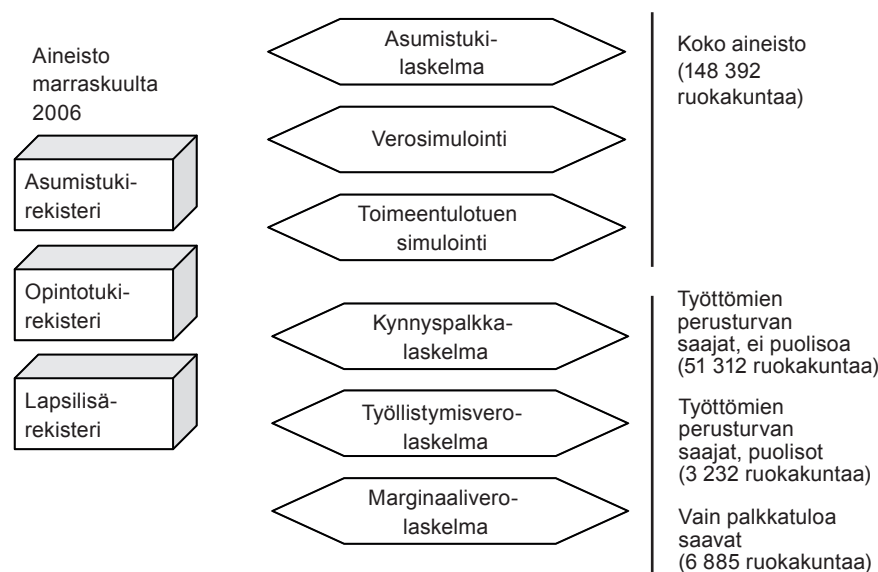 Aineisto
marraskuulta
2006
Asumistuki-
rekisteri
Opintotuki-
rekisteri
Lapsilisä-
rekisteri
Asumistuki-
laskelma
Verosimulointi
Toimeentulotuen
simulointi
Kynnyspalkka-
laskelma
Työllistymisvero-
laskelma
Marginaalivero-
laskelma
Koko aineisto
(148 392
ruokakuntaa)
Työttömien
perusturvan
saajat, ei puolisoa
(51 312 ruokakuntaa)
Työttömien
perusturvan
saajat, puolisot
(3 232 ruokakuntaa)
Vain palkkatuloa
saavat
(6 885 ruokakuntaa)